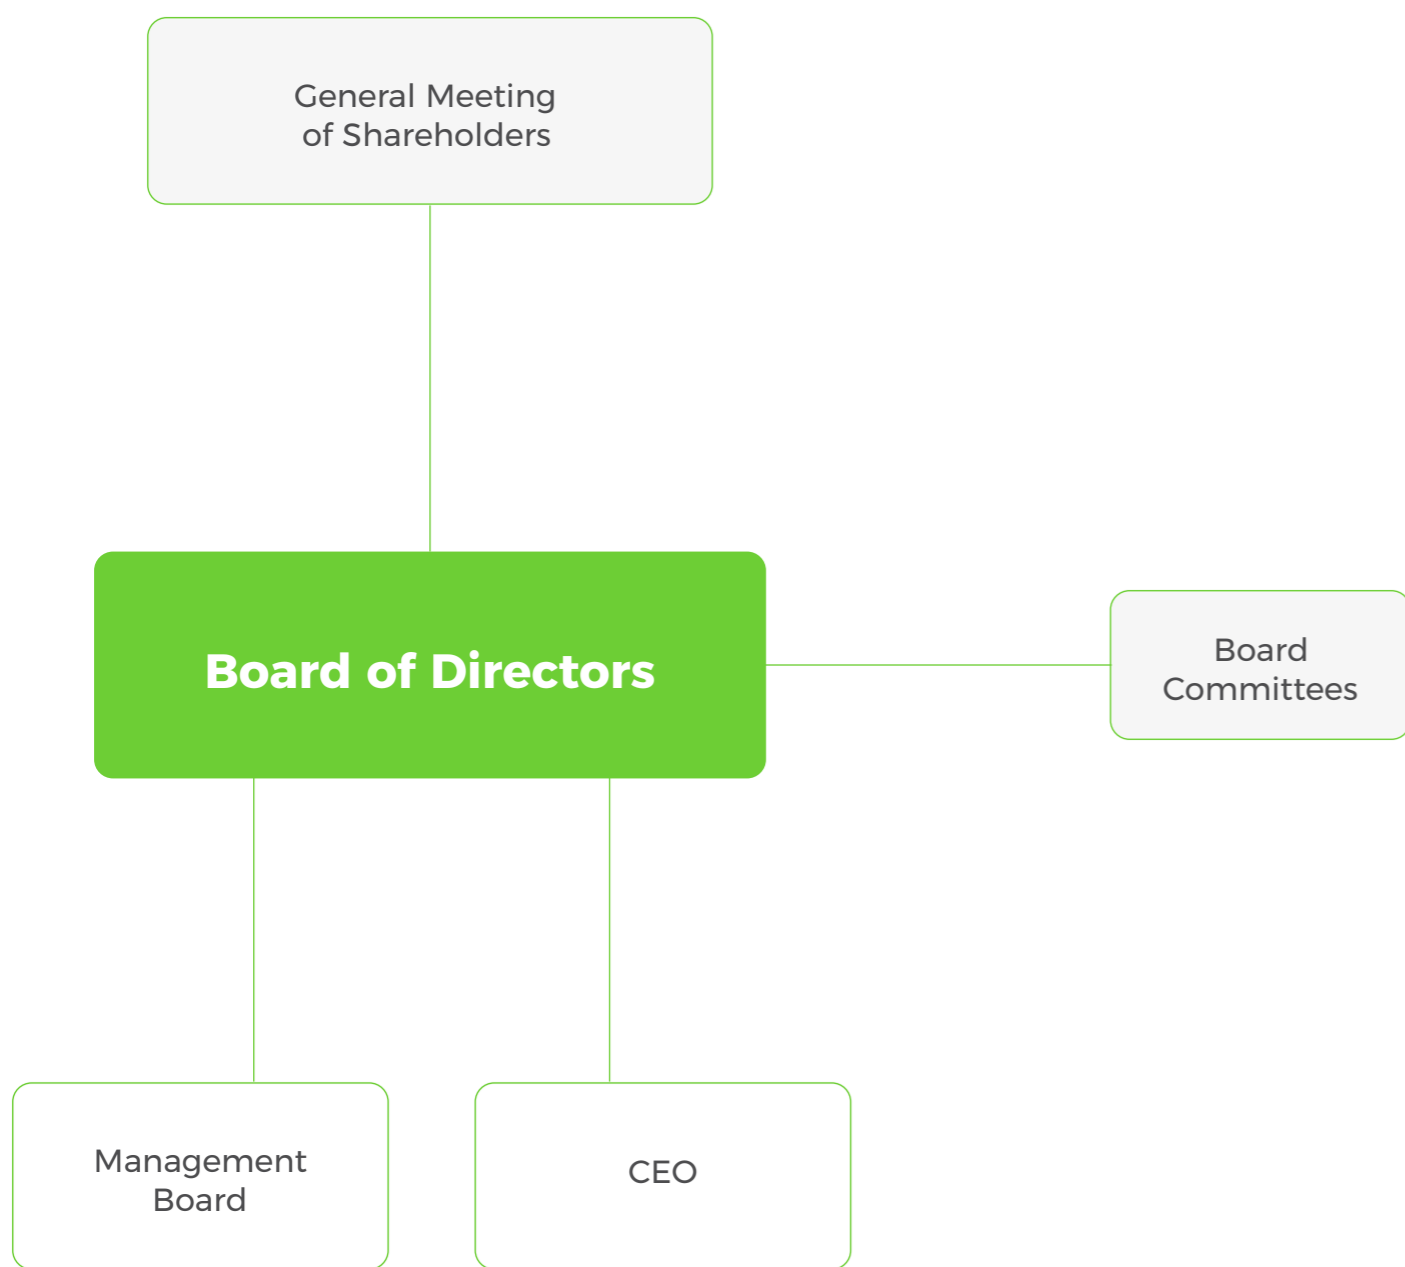 General Meeting
of Shareholders
Board of Directors
Board
Committees
Management
Board
CEO